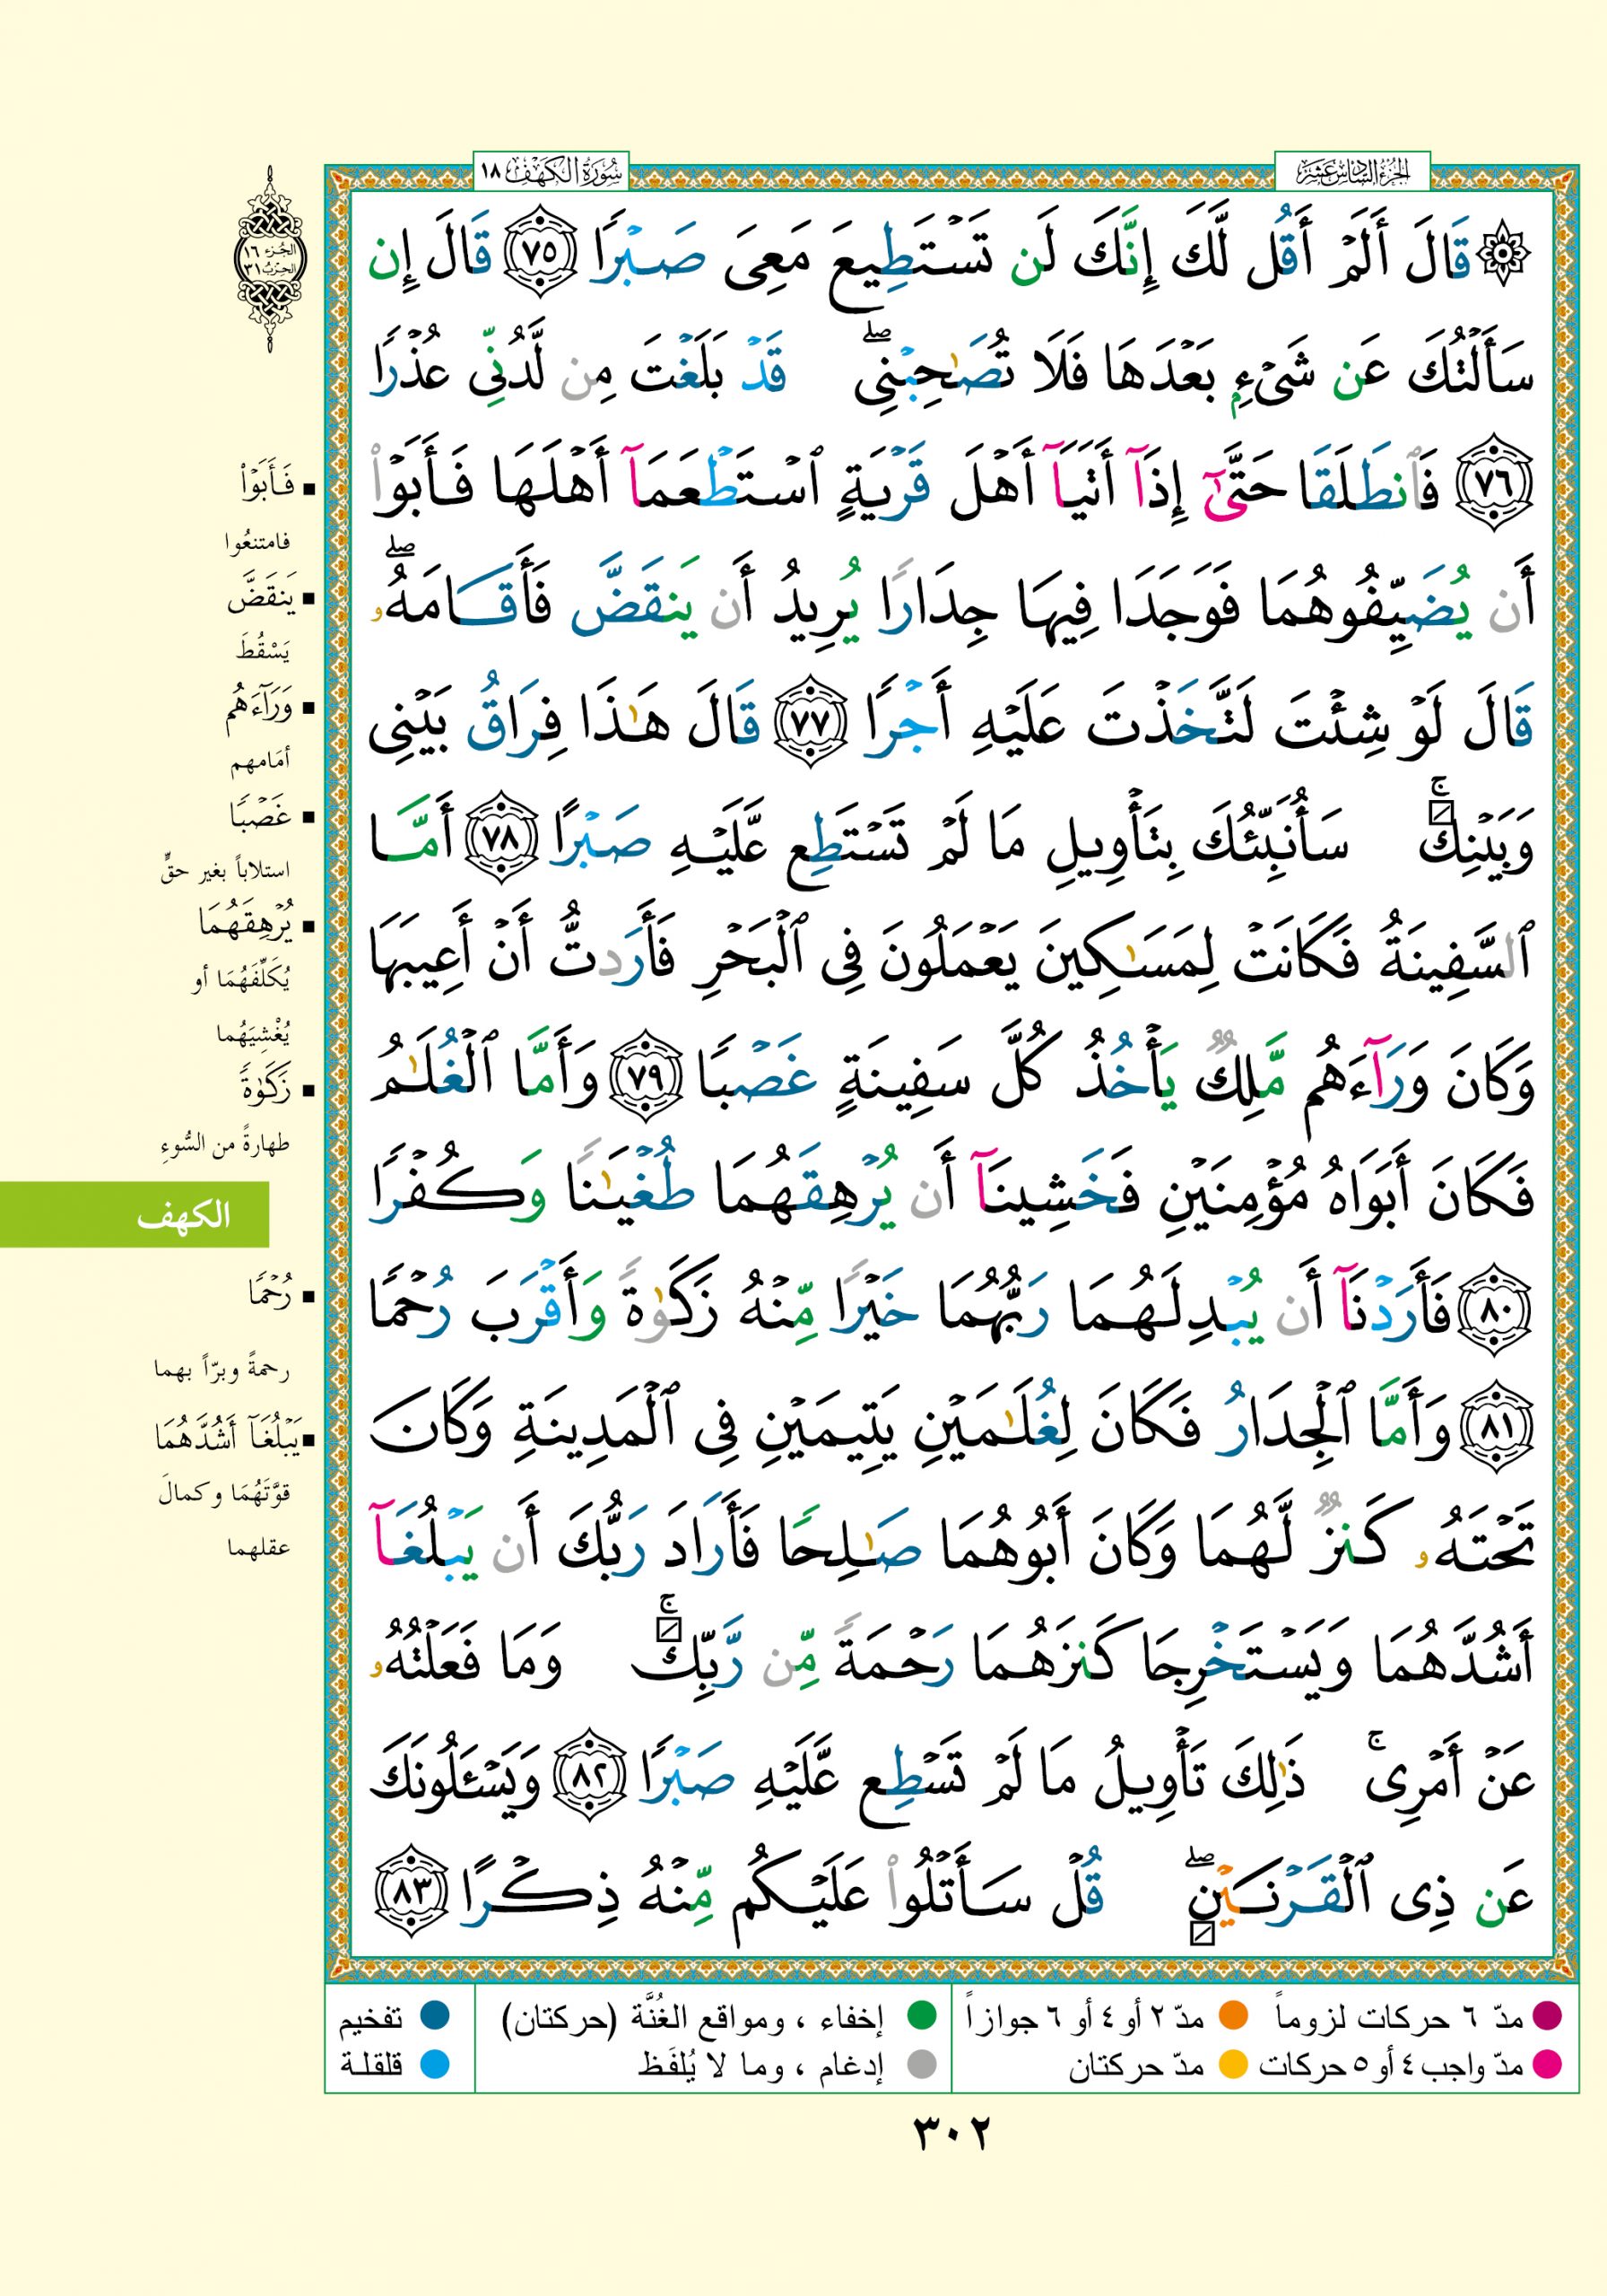 الجزء السادس عشر
سورة الكهف ١٨
۞ قَالَ أَلَمۡ أَقُل لَّكَ إِنَّكَ لَن تَسۡتَطِيعَ مَعِىَ صَبۡرٗا ٧٥ قَالَ إِن
سَأَلۡتُكَ عَن شَىۡءِۭ بَعۡدَهَا فَلَا تُصَٰحِبۡنِىۖ قَدۡ بَلَغۡتَ مِن لَّدُنِّى عُذۡرٗا
٧٦ فَٱنطَلَقَا حَتَّىٰٓ إِذَآ أَتَيَآ أَهۡلَ قَرۡيَةٍ ٱسۡتَطۡعَمَآ أَهۡلَهَا فَأَبَوۡاْ
أَن يُضَيِّفُوهُمَا فَوَجَدَا فِيهَا جِدَارٗا يُرِيدُ أَن يَنقَضَّ فَأَقَامَهُۥۖ
قَالَ لَوۡ شِئۡتَ لَتَّخَذۡتَ عَلَيۡهِ أَجۡرٗا ٧٧ قَالَ هَٰذَا فِرَاقُ بَيۡنِى
وَبَيۡنِكَۚ سَأُنَبِّئُكَ بِتَأۡوِيلِ مَا لَمۡ تَسۡتَطِع عَّلَيۡهِ صَبۡرًا ٧٨ أَمَّا
ٱلسَّفِينَةُ فَكَانَتۡ لِمَسَٰكِينَ يَعۡمَلُونَ فِى ٱلۡبَحۡرِ فَأَرَدتُّ أَنۡ أَعِيبَهَا
وَكَانَ وَرَآءَهُم مَّلِكٞ يَأۡخُذُ كُلَّ سَفِينَةٍ غَصۡبٗا ٧٩ وَأَمَّا ٱلۡغُلَٰمُ
فَكَانَ أَبَوَاهُ مُؤۡمِنَيۡنِ فَخَشِينَآ أَن يُرۡهِقَهُمَا طُغۡيَٰنٗا وَكُفۡرٗا
٨٠ فَأَرَدۡنَآ أَن يُبۡدِلَهُمَا رَبُّهُمَا خَيۡرٗا مِّنۡهُ زَكَوٰةٗ وَأَقۡرَبَ رُحۡمٗا
٨١ وَأَمَّا ٱلۡجِدَارُ فَكَانَ لِغُلَٰمَيۡنِ يَتِيمَيۡنِ فِى ٱلۡمَدِينَةِ وَكَانَ
تَحۡتَهُۥ كَنزٞ لَّهُمَا وَكَانَ أَبُوهُمَا صَٰلِحٗا فَأَرَادَ رَبُّكَ أَن يَبۡلُغَآ
أَشُدَّهُمَا وَيَسۡتَخۡرِجَا كَنزَهُمَا رَحۡمَةٗ مِّن رَّبِّكَۚ وَمَا فَعَلۡتُهُۥ
عَنۡ أَمۡرِىۚ ذَٰلِكَ تَأۡوِيلُ مَا لَمۡ تَسۡطِع عَّلَيۡهِ صَبۡرٗا ٨٢ وَيَسۡـَٔلُونَكَ
عَن ذِى ٱلۡقَرۡنَيۡنِۖ قُلۡ سَأَتۡلُواْ عَلَيۡكُم مِّنۡهُ ذِكۡرًا ٨٣
الجزء ١٦
الحزب ٣١
▪ فَأَبَوۡاْ
فامتنعُوا
▪ يَنقَضَّ
يَسْقُطَ
▪ وَرَآءَهُم
أمَامهم
▪ غَصۡبٗا
استلاباً بغير حقٍّ
▪ يُرۡهِقَهُمَا
يُكَلِّفَهُمَا أو
يُغْشِيَهُما
▪ زَكَوٰةٗ
طهارةً من السُّوءِ
الكهف
▪ رُحۡمٗا
رحمةً وبرّاً بهما
▪ يَبۡلُغَآ أَشُدَّهُمَا
قوَّتَهُمَا وكمالَ
عقلهما
مدّ ٦ حركات لزوماً مدّ ٢ أو ٤ أو ٦ جوازاً إخفاء ، ومواقع الغُنَّة (حركتان) تفخيم
مدّ واجب ٤ أو ٥ حركات مدّ حركتان إدغام ، وما لا يُلفَظ قلقلة
٣٠٢